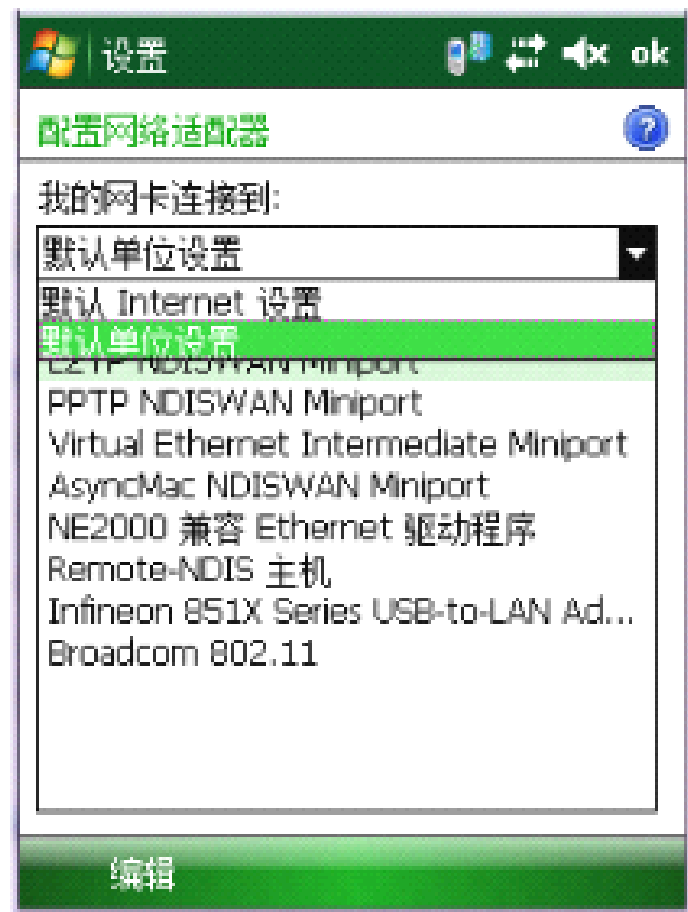 设置
ok
配置网络适配器
?
我的网卡连接到:
默认单位设置
默认 Internet 设置
默认单位设置
L2TP NDISWAN Miniport
PPTP NDISWAN Miniport
Virtual Ethernet Intermediate Miniport
AsyncMac NDISWAN Miniport
NE2000 兼容 Ethernet 驱动程序
Remote-NDIS 主机
Infineon 851X Series USB-to-LAN Ad...
Broadcom 802.11
编辑